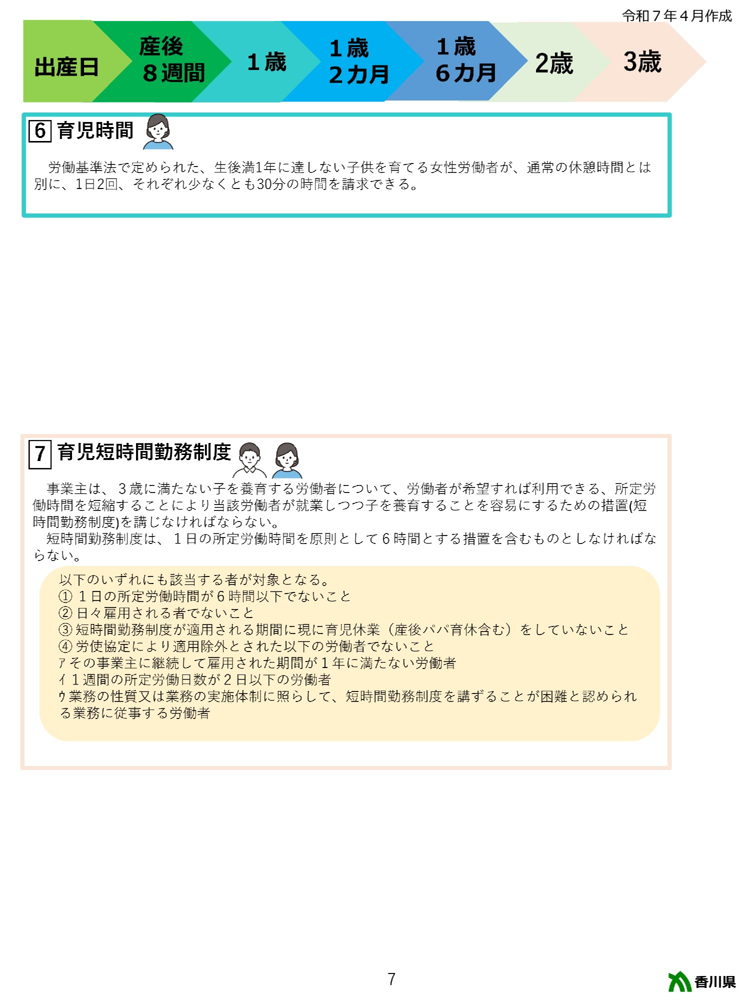 令和７年４月作成
出産日
産後
８週間
１歳
１歳
２カ月
１歳
６カ月
2歳
3歳
6 育児時間
　労働基準法で定められた、生後満1年に達しない子供を育てる女性労働者が、通常の休憩時間とは
別に、1日2回、それぞれ少なくとも30分の時間を請求できる。
7 育児短時間勤務制度
　事業主は、３歳に満たない子を養育する労働者について、労働者が希望すれば利用できる、所定労
働時間を短縮することにより当該労働者が就業しつつ子を養育することを容易にするための措置(短
時間勤務制度)を講じなければならない。
　短時間勤務制度は、１日の所定労働時間を原則として６時間とする措置を含むものとしなければな
らない。
以下のいずれにも該当する者が対象となる。
① １日の所定労働時間が６時間以下でないこと
② 日々雇用される者でないこと
③ 短時間勤務制度が適用される期間に現に育児休業（産後パパ育休含む）をしていないこと
④ 労使協定により適用除外とされた以下の労働者でないこと
ｱ その事業主に継続して雇用された期間が１年に満たない労働者
ｲ １週間の所定労働日数が２日以下の労働者
ｳ 業務の性質又は業務の実施体制に照らして、短時間勤務制度を講ずることが困難と認められ
る業務に従事する労働者
7
香川県